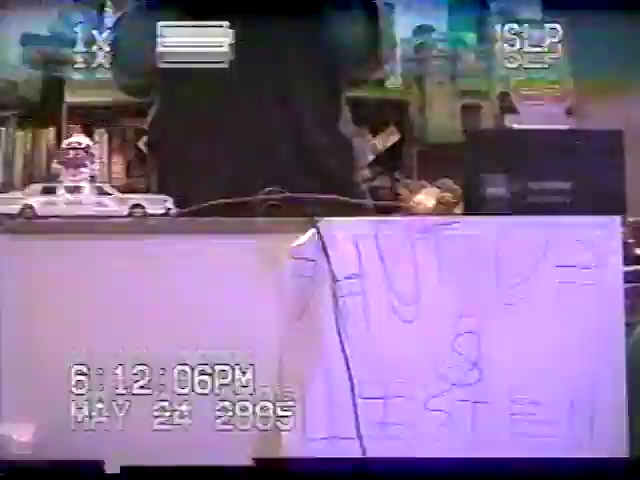 1x SLP
SHUT UP
&
LISTEN
6:12:06PM
MAY 24 2005